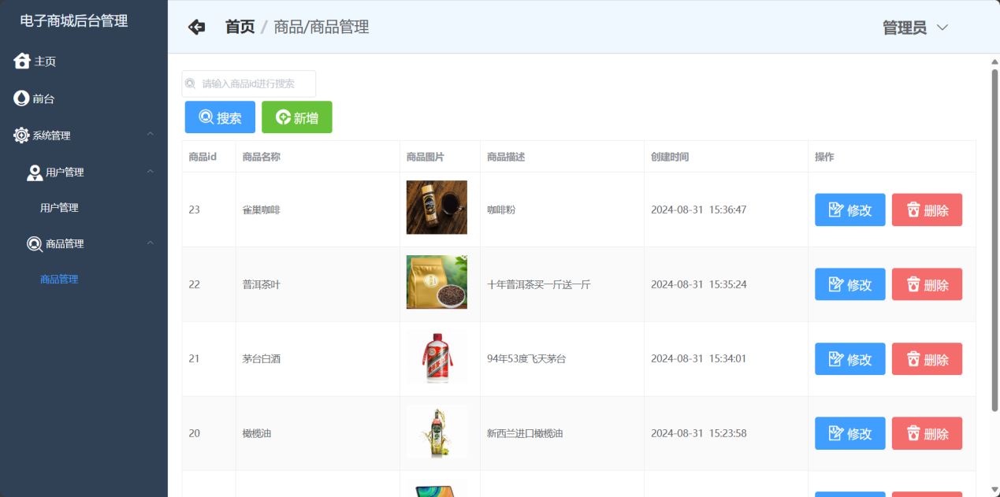 电子商城后台管理
首页 / 商品/商品管理
管理员
主页
前台
系统管理
用户管理
用户管理
商品管理
商品管理
请输入商品id进行搜索
搜索 新增
商品id 商品名称 商品图片 商品描述 创建时间 操作
23 雀巢咖啡 咖啡粉 2024-08-31 15:36:47 修改 删除
22 普洱茶叶 十年普洱茶买一斤送一斤 2024-08-31 15:35:24 修改 删除
21 茅台白酒 94年53度飞天茅台 2024-08-31 15:34:01 修改 删除
20 橄榄油 新西兰进口橄榄油 2024-08-31 15:23:58 修改 删除